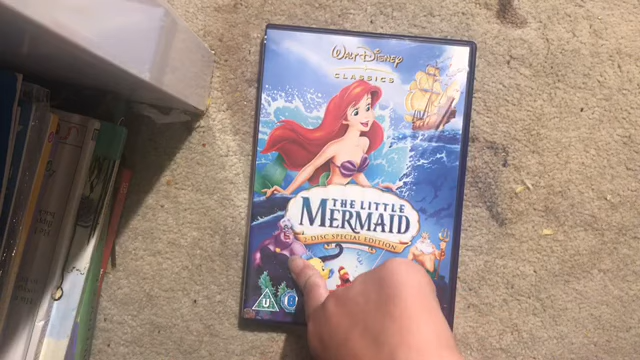 WALT DISNEY
CLASSICS
THE LITTLE
MERMAID
2-DISC SPECIAL EDITION
U